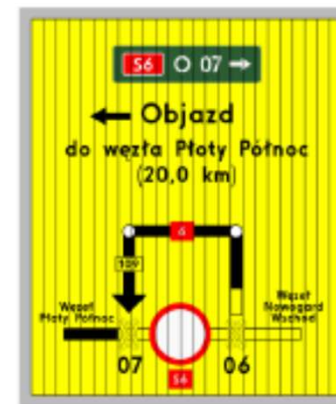 S6 07
Objazd
do węzła Płoty Północ
(20,0 km)
6
109
Węzeł
Płoty Północ
Węzeł
Nowogard
Wschód
07
06
S6